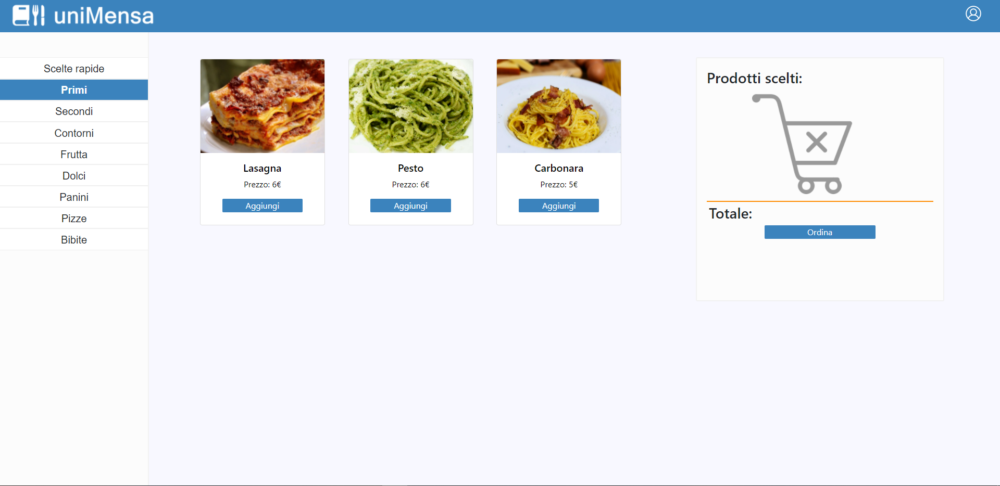 uniMensa
Scelte rapide
Primi
Secondi
Contorni
Frutta
Dolci
Panini
Pizze
Bibite
Lasagna
Prezzo: 6€
Aggiungi
Pesto
Prezzo: 6€
Aggiungi
Carbonara
Prezzo: 5€
Aggiungi
Prodotti scelti:
Totale:
Ordina